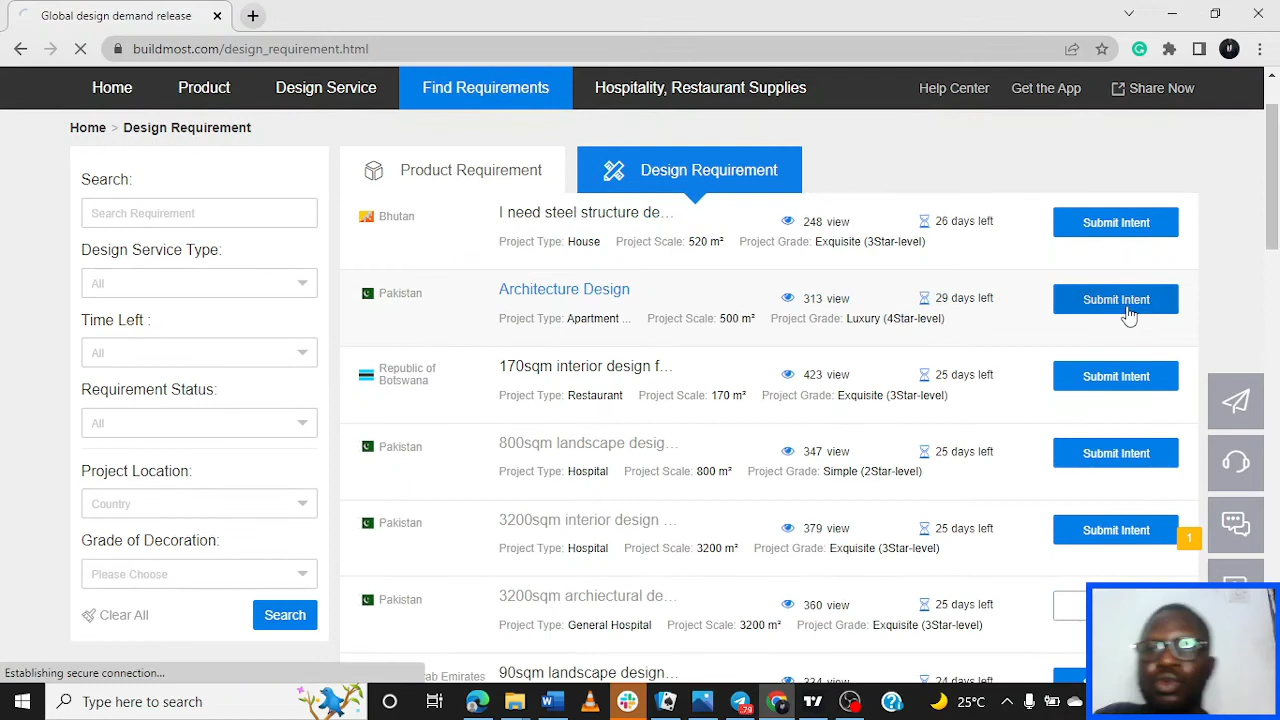 Global design demand release
buildmost.com/design_requirement.html
Home Product Design Service Find Requirements Hospitality, Restaurant Supplies Help Center Get the App Share Now
Home > Design Requirement
Search:
Search Requirement
Design Service Type:
All
Time Left :
All
Requirement Status:
All
Project Location:
Country
Grade of Decoration:
Please Choose
Clear All Search
Product Requirement Design Requirement
Bhutan I need steel structure de... 248 view 26 days left Submit Intent
Project Type: House Project Scale: 520 m² Project Grade: Exquisite (3Star-level)
Pakistan Architecture Design 313 view 29 days left Submit Intent
Project Type: Apartment ... Project Scale: 500 m² Project Grade: Luxury (4Star-level)
Republic of
Botswana
170sqm interior design f... 423 view 25 days left Submit Intent
Project Type: Restaurant Project Scale: 170 m² Project Grade: Exquisite (3Star-level)
Pakistan 800sqm landscape desig... 347 view 25 days left Submit Intent
Project Type: Hospital Project Scale: 800 m² Project Grade: Simple (2Star-level)
Pakistan 3200sqm interior design ... 379 view 25 days left Submit Intent
Project Type: Hospital Project Scale: 3200 m² Project Grade: Exquisite (3Star-level)
1
Pakistan 3200sqm archiectural de... 360 view 25 days left
Project Type: General Hospital Project Scale: 3200 m² Project Grade: Exquisite (3Star-level)
Emirates 90sqm landscape design... 334 view 24 days left
Establishing secure connection...
Type here to search 79 25°C